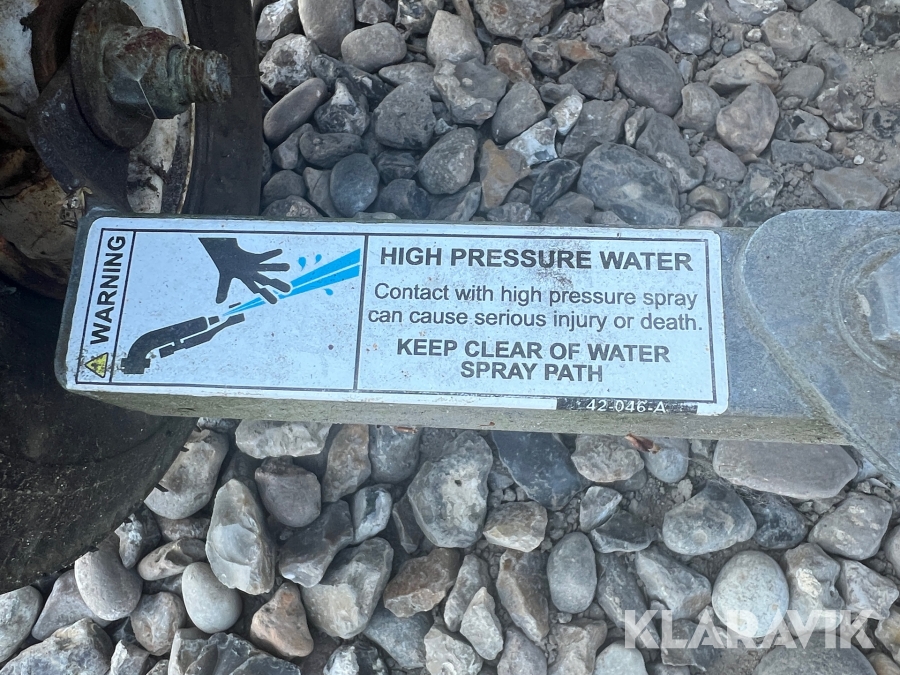 WARNING
HIGH PRESSURE WATER
Contact with high pressure spray
can cause serious injury or death.
KEEP CLEAR OF WATER
SPRAY PATH
42-046-A
KLARAVIK